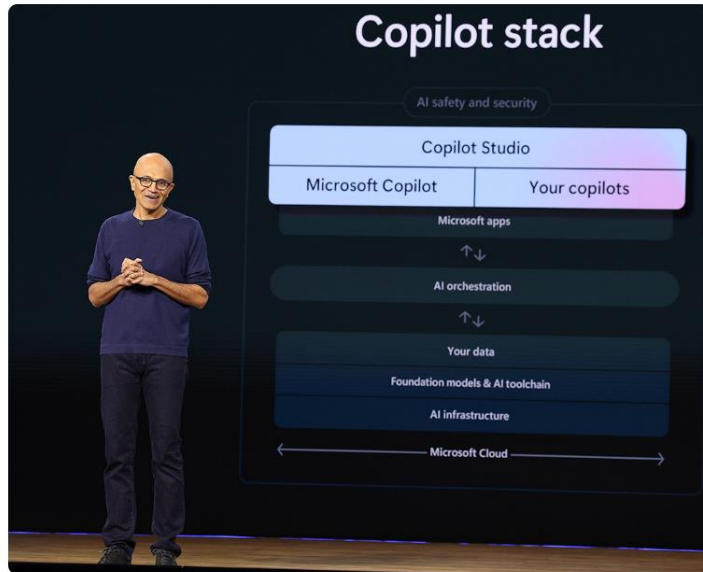 Copilot stack
AI safety and security
Copilot Studio
Microsoft Copilot Your copilots
Microsoft apps
AI orchestration
Your data
Foundation models & AI toolchain
AI infrastructure
Microsoft Cloud